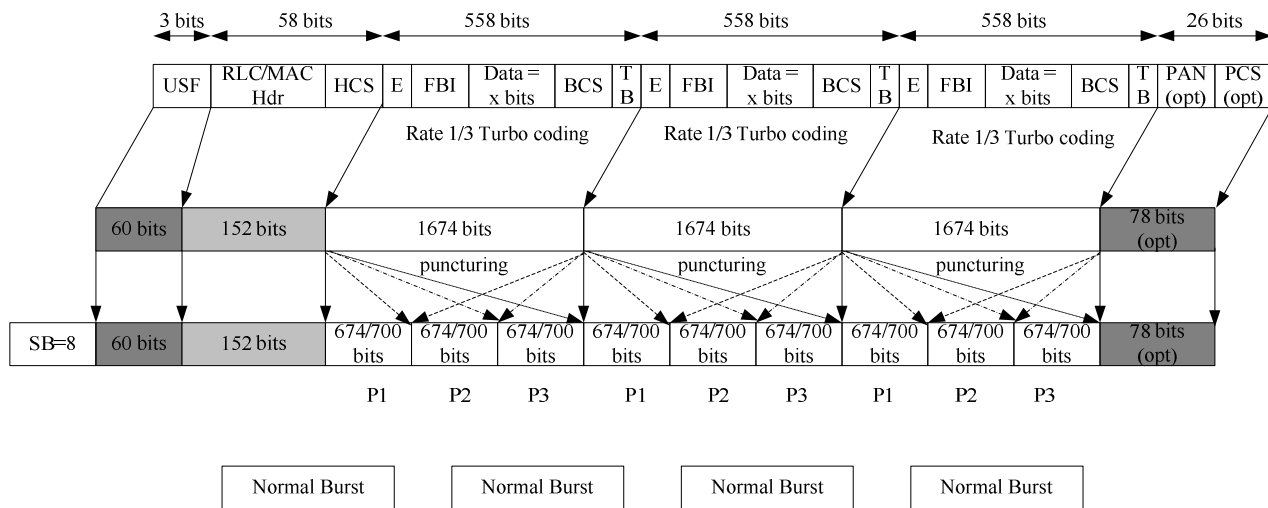 3 bits 58 bits 558 bits 558 bits 558 bits 26 bits
USF RLC/MAC Hdr HCS E FBI Data = x bits BCS T B E FBI Data = x bits BCS T B E FBI Data = x bits BCS T B PAN (opt) PCS (opt)
Rate 1/3 Turbo coding Rate 1/3 Turbo coding Rate 1/3 Turbo coding
60 bits 152 bits 1674 bits 1674 bits 1674 bits 78 bits (opt)
puncturing puncturing puncturing
SB=8 60 bits 152 bits 674/700 bits 674/700 bits 674/700 bits 674/700 bits 674/700 bits 674/700 bits 674/700 bits 674/700 bits 674/700 bits 78 bits (opt)
P1 P2 P3 P1 P2 P3 P1 P2 P3
Normal Burst Normal Burst Normal Burst Normal Burst